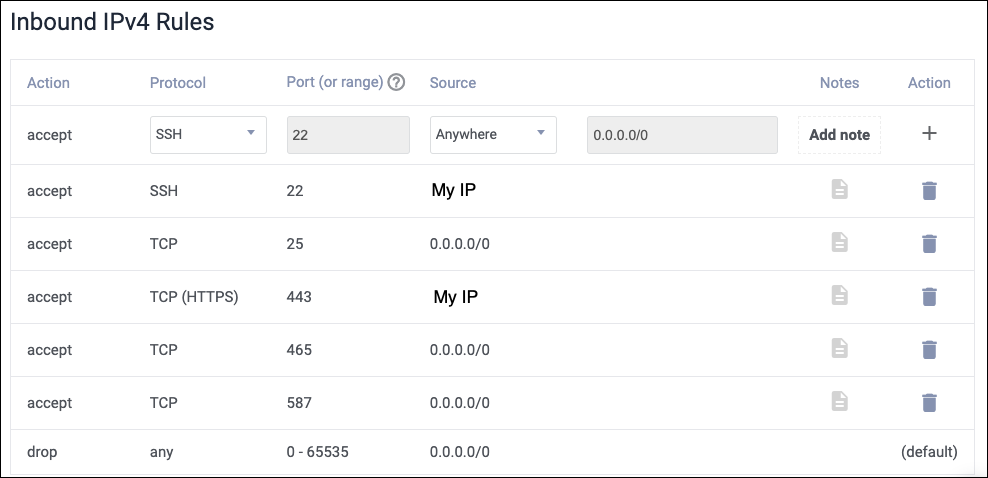 Inbound IPv4 Rules
Action Protocol Port (or range) ? Source Notes Action
accept SSH 22 Anywhere 0.0.0.0/0 Add note +
accept SSH 22 My IP
accept TCP 25 0.0.0.0/0
accept TCP (HTTPS) 443 My IP
accept TCP 465 0.0.0.0/0
accept TCP 587 0.0.0.0/0
drop any 0 - 65535 0.0.0.0/0 (default)